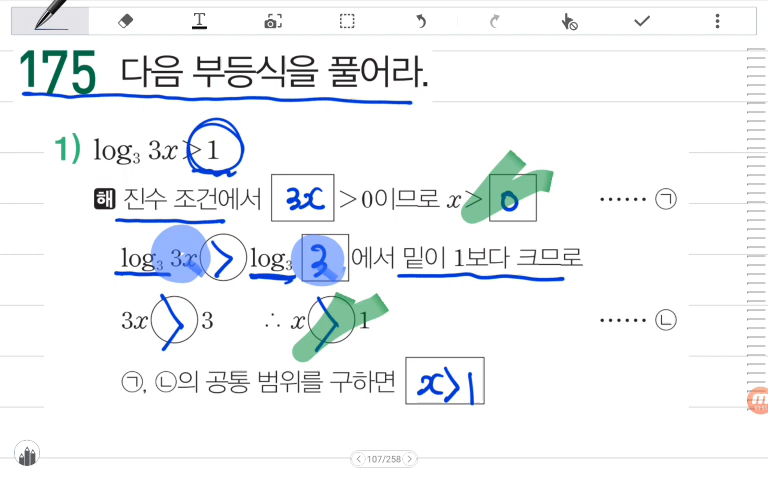 T
175 다음 부등식을 풀어라.
1) log₃ 3x > 1
해 진수 조건에서 3x >0이므로 x> 0 ······ ㉠
log₃ 3x > log₃ 3 에서 밑이 1보다 크므로
3x > 3 ∴ x > 1 ······ ㉡
㉠, ㉡의 공통 범위를 구하면 x>1
107/258